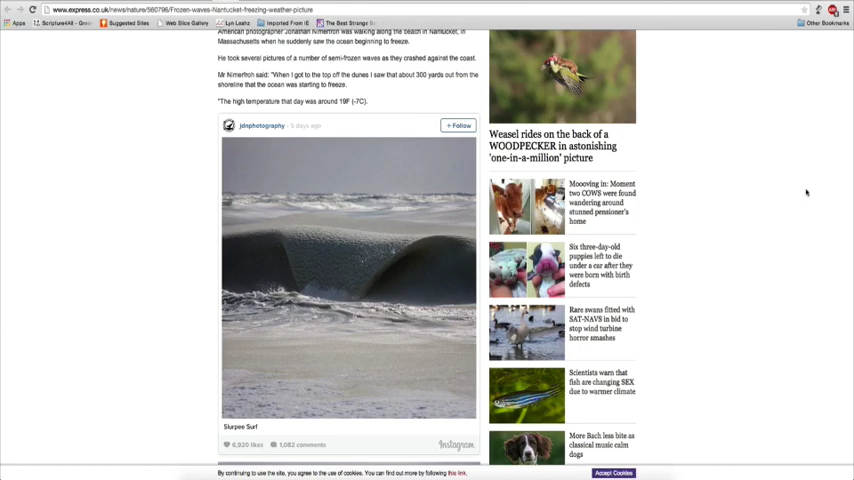 www.express.co.uk/news/nature/560796/Frozen-waves-Nantucket-freezing-weather-picture
Apps
Suggested Sites
Web Slice Gallery
Lyn Leahz
Imported From IE
The Best Strange
Other Bookmarks
American photographer Jonathan Nimerfroh was walking along the beach in Nantucket, in
Massachusetts when he suddenly saw the ocean beginning to freeze.
He took several pictures of a number of semi-frozen waves as they crashed against the coast.
Mr Nimerfroh said: "When I got to the top off the dunes I saw that about 300 yards out from the
shoreline that the ocean was starting to freeze.
"The high temperature that day was around 19F (-7C).
jdnphotography - 5 days ago
+ Follow
Slurpee Surf
6,920 likes
1,082 comments
Instagram
Weasel rides on the back of a
WOODPECKER in astonishing
'one-in-a-million' picture
Moooving in: Moment
two COWS were found
wandering around
stunned pensioner's
home
Six three-day-old
puppies left to die
under a car after they
were born with birth
defects
Rare swans fitted with
SAT-NAVS in bid to
stop wind turbine
horror smashes
Scientists warn that
fish are changing SEX
due to warmer climate
More Bach less bite as
classical music calm
dogs
By continuing to use the site, you agree to the use of cookies. You can find out more by following this link.
Accept Cookies